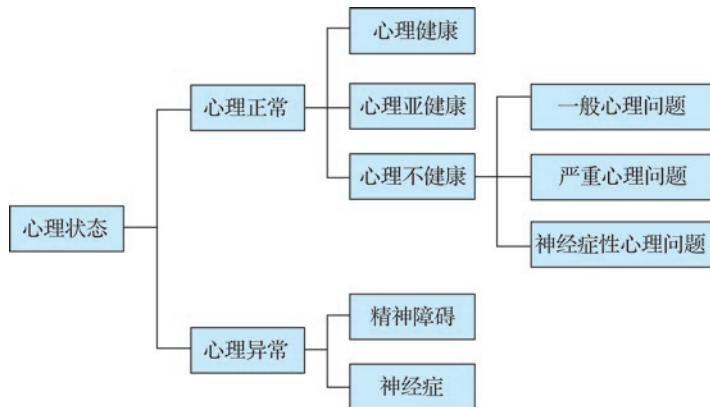 心理状态
心理正常
心理健康
心理亚健康
心理不健康
一般心理问题
严重心理问题
神经症性心理问题
心理异常
精神障碍
神经症